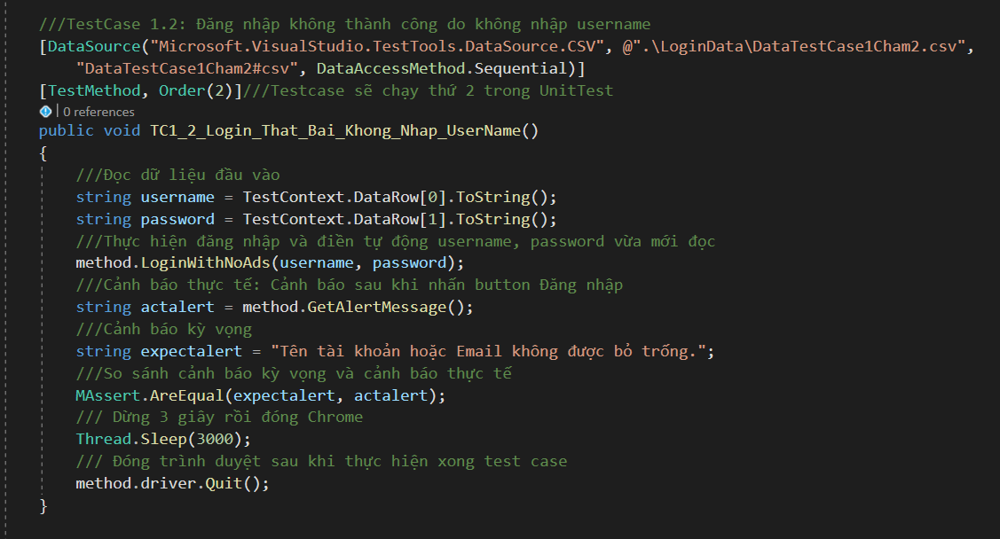 ///TestCase 1.2: Đăng nhập không thành công do không nhập username
[DataSource("Microsoft.VisualStudio.TestTools.DataSource.CSV", @".\LoginData\DataTestCase1Cham2.csv",
"DataTestCase1Cham2#csv", DataAccessMethod.Sequential)]
[TestMethod, Order(2)]///Testcase sẽ chạy thứ 2 trong UnitTest
| 0 references
public void TC1_2_Login_That_Bai_Khong_Nhap_UserName()
{
///Đọc dữ liệu đầu vào
string username = TestContext.DataRow[0].ToString();
string password = TestContext.DataRow[1].ToString();
///Thực hiện đăng nhập và điền tự động username, password vừa mới đọc
method.LoginWithNoAds(username, password);
///Cảnh báo thực tế: Cảnh báo sau khi nhấn button Đăng nhập
string actalert = method.GetAlertMessage();
///Cảnh báo kỳ vọng
string expectalert = "Tên tài khoản hoặc Email không được bỏ trống.";
///So sánh cảnh báo kỳ vọng và cảnh báo thực tế
MAssert.AreEqual(expectalert, actalert);
/// Dừng 3 giây rồi đóng Chrome
Thread.Sleep(3000);
/// Đóng trình duyệt sau khi thực hiện xong test case
method.driver.Quit();
}